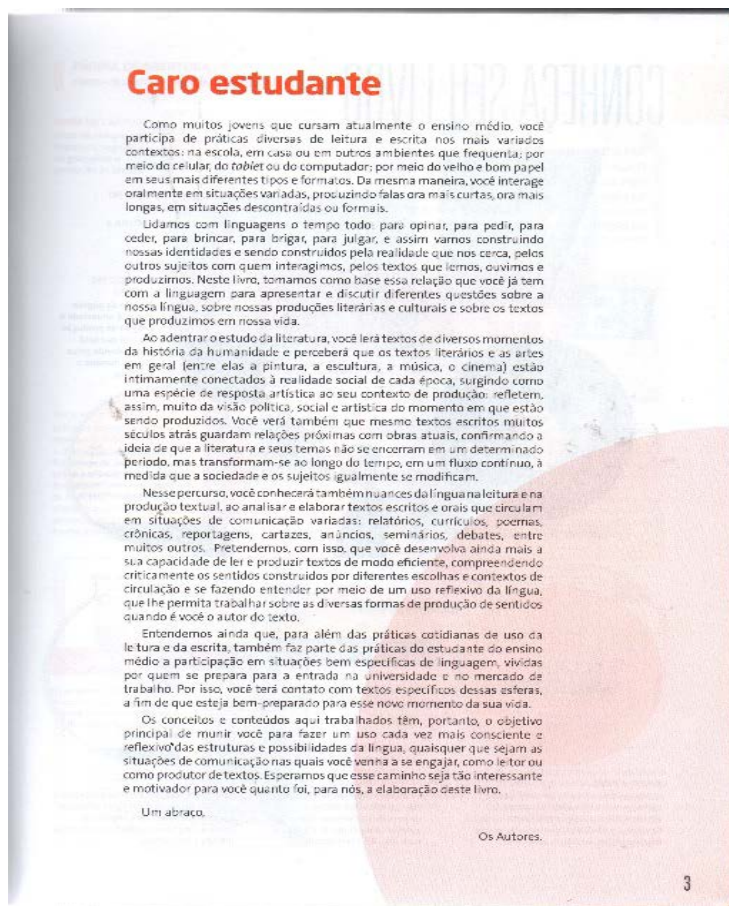 Caro estudante
Como muitos jovens que cursam atualmente o ensino médio, você
participa de práticas diversas de leitura e escrita nos mais variados
contextos: na escola, em casa ou em outros ambientes que frequenta; por
meio do celular, do tablet ou do computador; por meio do velho e bom papel
em seus mais diferentes tipos e formatos. Da mesma maneira, você interage
oralmente em situações variadas, produzindo falas ora mais curtas, ora mais
longas, em situações descontraídas ou formais.
Lidamos com linguagens o tempo todo: para opinar, para pedir, para
ceder, para brincar, para brigar, para julgar, e assim vamos construindo
nossas identidades e sendo construídos pela realidade que nos cerca, pelos
outros sujeitos com quem interagimos, pelos textos que lemos, ouvimos e
produzimos. Neste livro, tomamos como base essa relação que você já tem
com a linguagem para apresentar e discutir diferentes questões sobre a
nossa língua, sobre nossas produções literárias e culturais e sobre os textos
que produzimos em nossa vida.
Ao adentrar o estudo da literatura, você lerá textos de diversos momentos
da história da humanidade e perceberá que os textos literários e as artes
em geral (entre elas a pintura, a escultura, a música, o cinema) estão
intimamente conectados à realidade social de cada época, surgindo como
uma espécie de resposta artística ao seu contexto de produção: refletem,
assim, muito da visão política, social e artística do momento em que estão
sendo produzidos. Você verá também que mesmo textos escritos muitos
séculos atrás guardam relações próximas com obras atuais, confirmando a
ideia de que a literatura e seus temas não se encerram em um determinado
período, mas transformam-se ao longo do tempo, em um fluxo contínuo, à
medida que a sociedade e os sujeitos igualmente se modificam.
Nesse percurso, você conhecerá também nuances da língua na leitura e na
produção textual, ao analisar e elaborar textos escritos e orais que circulam
em situações de comunicação variadas: relatórios, currículos, poemas,
crônicas, reportagens, cartazes, anúncios, seminários, debates, entre
muitos outros. Pretendemos, com isso, que você desenvolva ainda mais a
sua capacidade de ler e produzir textos de modo eficiente, compreendendo
criticamente os sentidos construídos por diferentes escolhas e contextos de
circulação e se fazendo entender por meio de um uso reflexivo da língua,
que lhe permita trabalhar sobre as diversas formas de produção de sentidos
quando é você o autor do texto.
Entendemos ainda que, para além das práticas cotidianas de uso da
leitura e da escrita, também faz parte das práticas do estudante do ensino
médio a participação em situações bem específicas de linguagem, vividas
por quem se prepara para a entrada na universidade e no mercado de
trabalho. Por isso, você terá contato com textos específicos dessas esferas,
a fim de que esteja bem-preparado para esse novo momento da sua vida.
Os conceitos e conteúdos aqui trabalhados têm, portanto, o objetivo
principal de munir você para fazer um uso cada vez mais consciente e
reflexivo das estruturas e possibilidades da língua, quaisquer que sejam as
situações de comunicação nas quais você venha a se engajar, como leitor ou
como produtor de textos. Esperamos que esse caminho seja tão interessante
e motivador para você quanto foi, para nós, a elaboração deste livro.
Um abraço,
Os Autores.
3